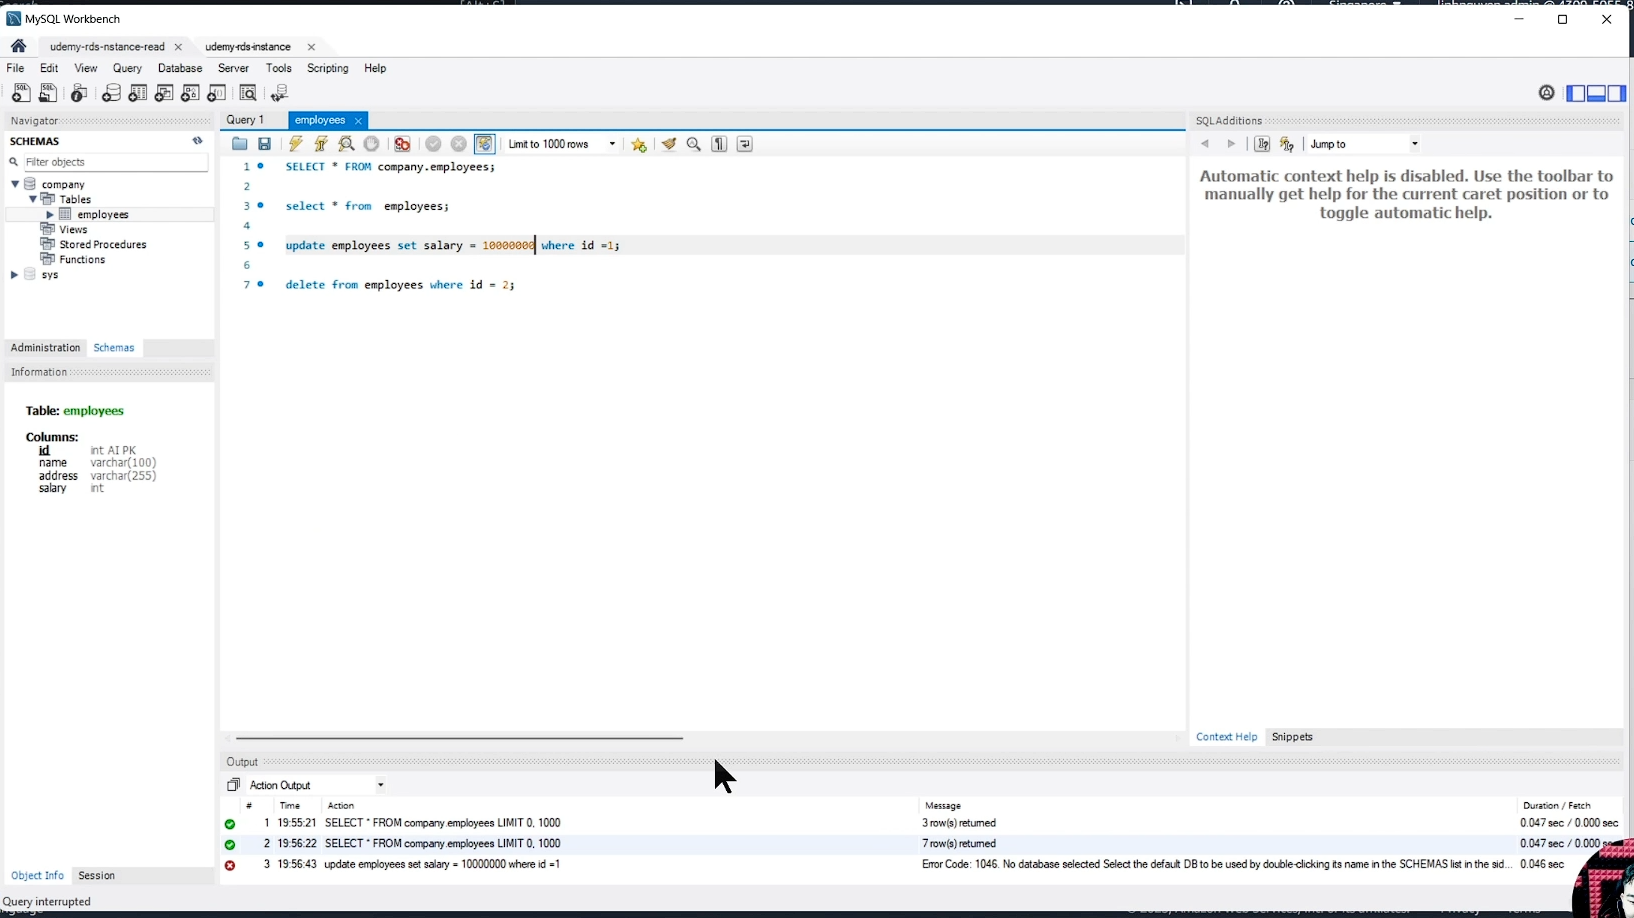 MySQL Workbench
udemy-rds-nstance-read
udemy-rds-instance
File Edit View Query Database Server Tools Scripting Help
Navigator
SCHEMAS
Filter objects
company
Tables
employees
Views
Stored Procedures
Functions
sys
Administration Schemas
Information
Table: employees
Columns:
id int AI PK
name varchar(100)
address varchar(255)
salary int
Object Info Session
Query interrupted
Query 1 employees
Limit to 1000 rows
1 SELECT * FROM company.employees;
2
3 select * from employees;
4
5 update employees set salary = 10000000 where id =1;
6
7 delete from employees where id = 2;
SQLAdditions
Jump to
Automatic context help is disabled. Use the toolbar to
manually get help for the current caret position or to
toggle automatic help.
Context Help Snippets
Output
Action Output
# Time Action Message Duration / Fetch
1 19:55:21 SELECT * FROM company.employees LIMIT 0, 1000 3 row(s) returned 0.047 sec / 0.000 sec
2 19:56:22 SELECT * FROM company.employees LIMIT 0, 1000 7 row(s) returned 0.047 sec / 0.000 sec
3 19:56:43 update employees set salary = 10000000 where id =1 Error Code: 1046. No database selected Select the default DB to be used by double-clicking its name in the SCHEMAS list in the sid... 0.046 sec